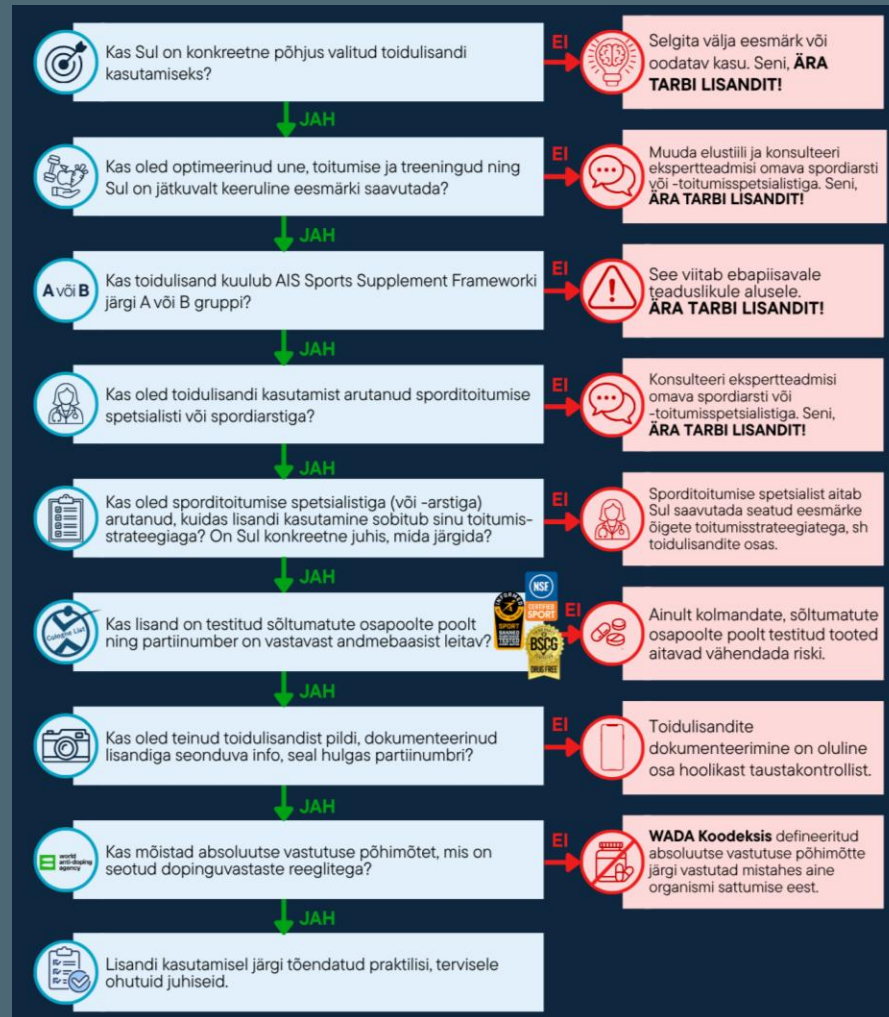 Kas Sul on konkreetne põhjus valitud toidulisandi
kasutamiseks?
EI
Selgita välja eesmärk või
oodatav kasu. Seni, ÄRA
TARBI LISANDIT!
JAH
Kas oled optimeerinud une, toitumise ja treeningud ning
Sul on jätkuvalt keeruline eesmärki saavutada?
EI
Muuda elustiili ja konsulteeri
ekspertteadmisi omava spordiarsti
või -toitumisspetsialistiga. Seni,
ÄRA TARBI LISANDIT!
JAH
A või B
Kas toidulisand kuulub AIS Sports Supplement Frameworki
järgi A või B gruppi?
EI
See viitab ebapiisavale
teaduslikule alusele.
ÄRA TARBI LISANDIT!
JAH
Kas oled toidulisandi kasutamist arutanud sporditoitumise
spetsialisti või spordiarstiga?
EI
Konsulteeri ekspertteadmisi
omava spordiarsti või
-toitumisspetsialistiga. Seni,
ÄRA TARBI LISANDIT!
JAH
Kas oled sporditoitumise spetsialistiga (või -arstiga)
arutanud, kuidas lisandi kasutamine sobitub sinu toitumis-
strateegiaga? On Sul konkreetne juhis, mida järgida?
EI
Sporditoitumise spetsialist aitab
Sul saavutada seatud eesmärke
õigete toitumisstrateegiatega, sh
toidulisandite osas.
JAH
Cologne List
Kas lisand on testitud sõltumatute osapoolte poolt
ning partiinumber on vastavast andmebaasist leitav?
INFORMED
SPORT
NSF
CERTIFIED
SPORT
BSCG
DRUG FREE
EI
Ainult kolmandate, sõltumatute
osapoolte poolt testitud tooted
aitavad vähendada riski.
JAH
Kas oled teinud toidulisandist pildi, dokumenteerinud
lisandiga seonduva info, seal hulgas partiinumbri?
EI
Toidulisandite
dokumenteerimine on oluline
osa hoolikast taustakontrollist.
JAH
world
anti-doping
agency
Kas mõistad absoluutse vastutuse põhimõtet, mis on
seotud dopinguvastaste reeglitega?
EI
WADA Koodeksis defineeritud
absoluutse vastutuse põhimõtte
järgi vastutad mistahes aine
organismi sattumise eest.
JAH
Lisandi kasutamisel järgi tõendatud praktilisi, tervisele
ohutuid juhiseid.